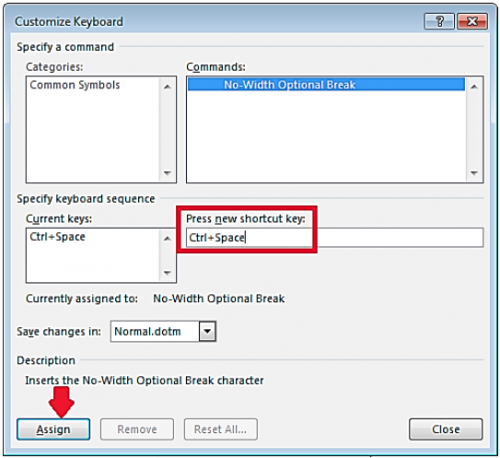 Customize Keyboard
Specify a command
Categories:
Commands:
Common Symbols
No-Width Optional Break
Specify keyboard sequence
Current keys:
Press new shortcut key:
Ctrl+Space
Ctrl+Space
Currently assigned to: No-Width Optional Break
Save changes in: Normal.dotm
Description
Inserts the No-Width Optional Break character
Assign Remove Reset All... Close